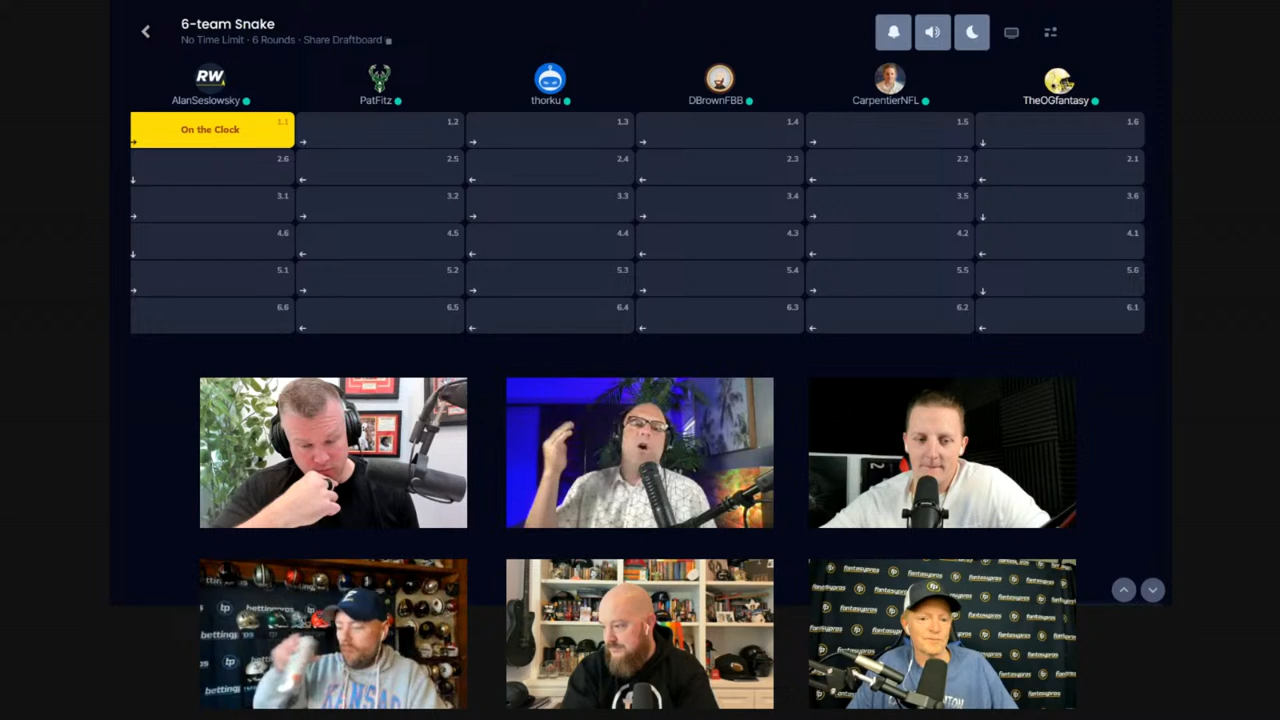 6-team Snake
No Time Limit · 6 Rounds · Share Draftboard
RW
AlanSeslowsky
PatFitz
thorku
DBrownFBB
CarpentierNFL
TheOGfantasy
On the Clock 1.1 1.2 1.3 1.4 1.5 1.6
2.6 2.5 2.4 2.3 2.2 2.1
3.1 3.2 3.3 3.4 3.5 3.6
4.6 4.5 4.4 4.3 4.2 4.1
5.1 5.2 5.3 5.4 5.5 5.6
6.6 6.5 6.4 6.3 6.2 6.1
bp
bettingpros
KANSAS
fantasypros